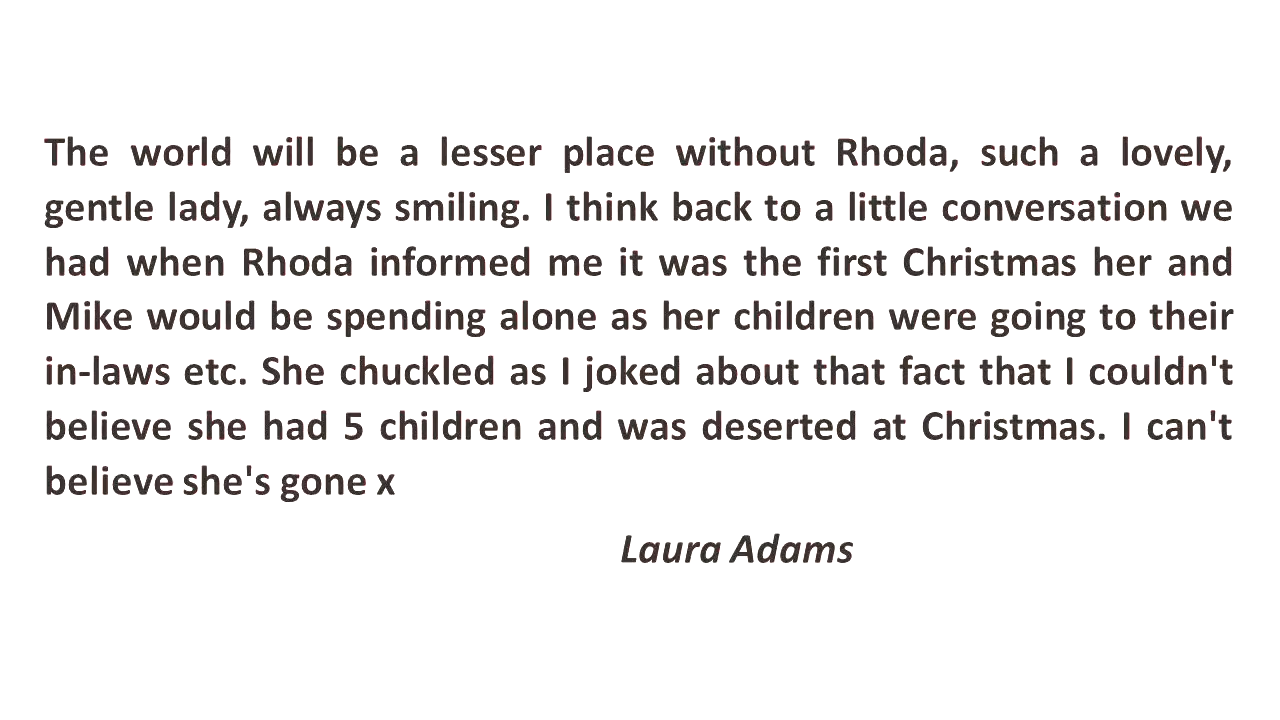 The world will be a lesser place without Rhoda, such a lovely,
gentle lady, always smiling. I think back to a little conversation we
had when Rhoda informed me it was the first Christmas her and
Mike would be spending alone as her children were going to their
in-laws etc. She chuckled as I joked about that fact that I couldn't
believe she had 5 children and was deserted at Christmas. I can't
believe she's gone x
Laura Adams